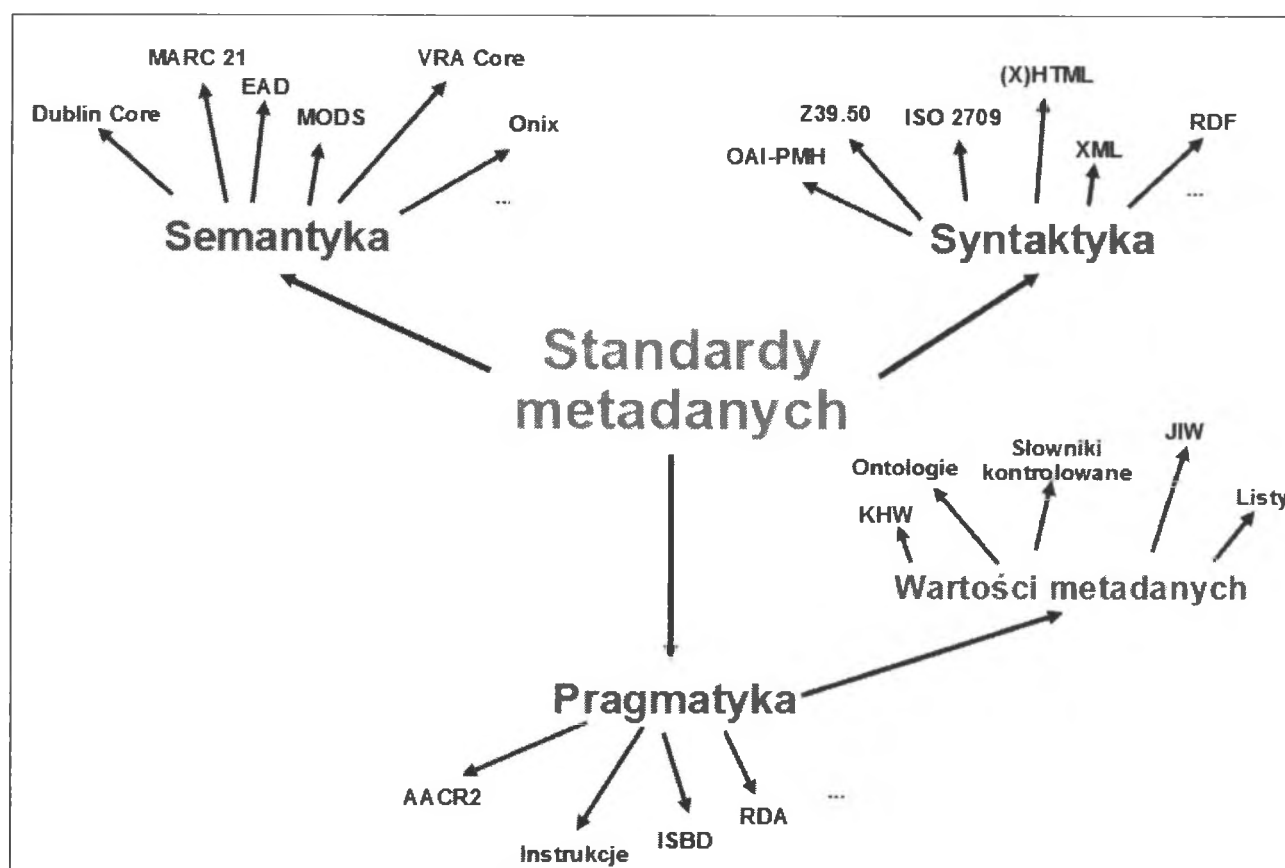 MARC 21
VRA Core
EAD
Dublin Core
MODS
Onix
...
Semantyka
(X)HTML
Z39.50
ISO 2709
RDF
OAI-PMH
XML
...
Syntaktyka
Standardy
metadanych
JIW
Słowniki
kontrolowane
Ontologie
Listy
KHW
Wartości metadanych
Pragmatyka
AACR2
Instrukcje
ISBD
RDA
...